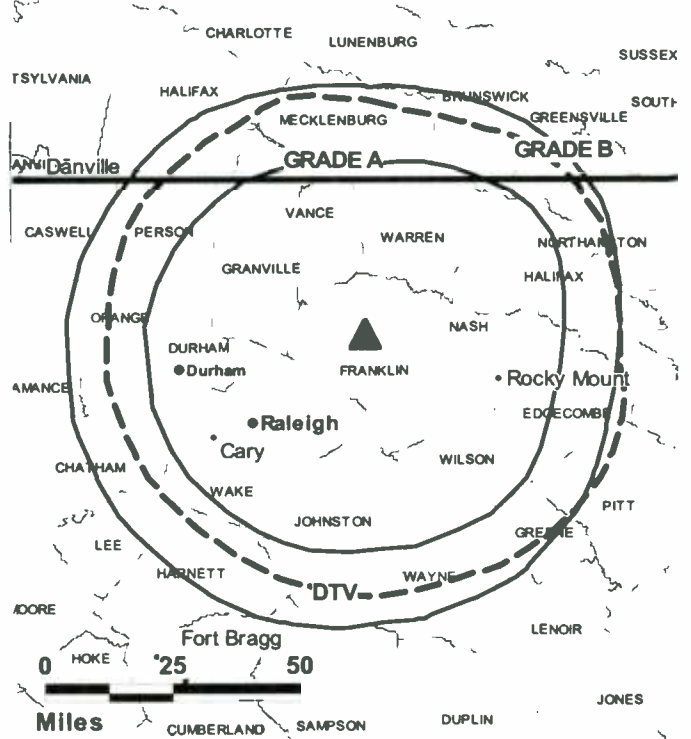 CHARLOTTE
LUNENBURG
SUSSEX
TSYLVANIA
HALIFAX
BRUNSWICK
SOUTH
MECKLENBURG
GREENSVILLE
GRADE A
GRADE B
ANVI Danville
VANCE
CASWELL
PERSON
WARREN
NORTHAMPTON
GRANVILLE
HALIFAX
ORANGE
NASH
DURHAM
Durham
FRANKLIN
Rocky Mount
AMANCE
EDGECOMBE
Raleigh
Cary
WILSON
CHATHAM
WAKE
PITT
JOHNSTON
GREENE
LEE
HARNETT
WAYNE
DTV
MOORE
LENOIR
Fort Bragg
HOKE
0 25 50
Miles
JONES
CUMBERLAND
SAMPSON
DUPLIN